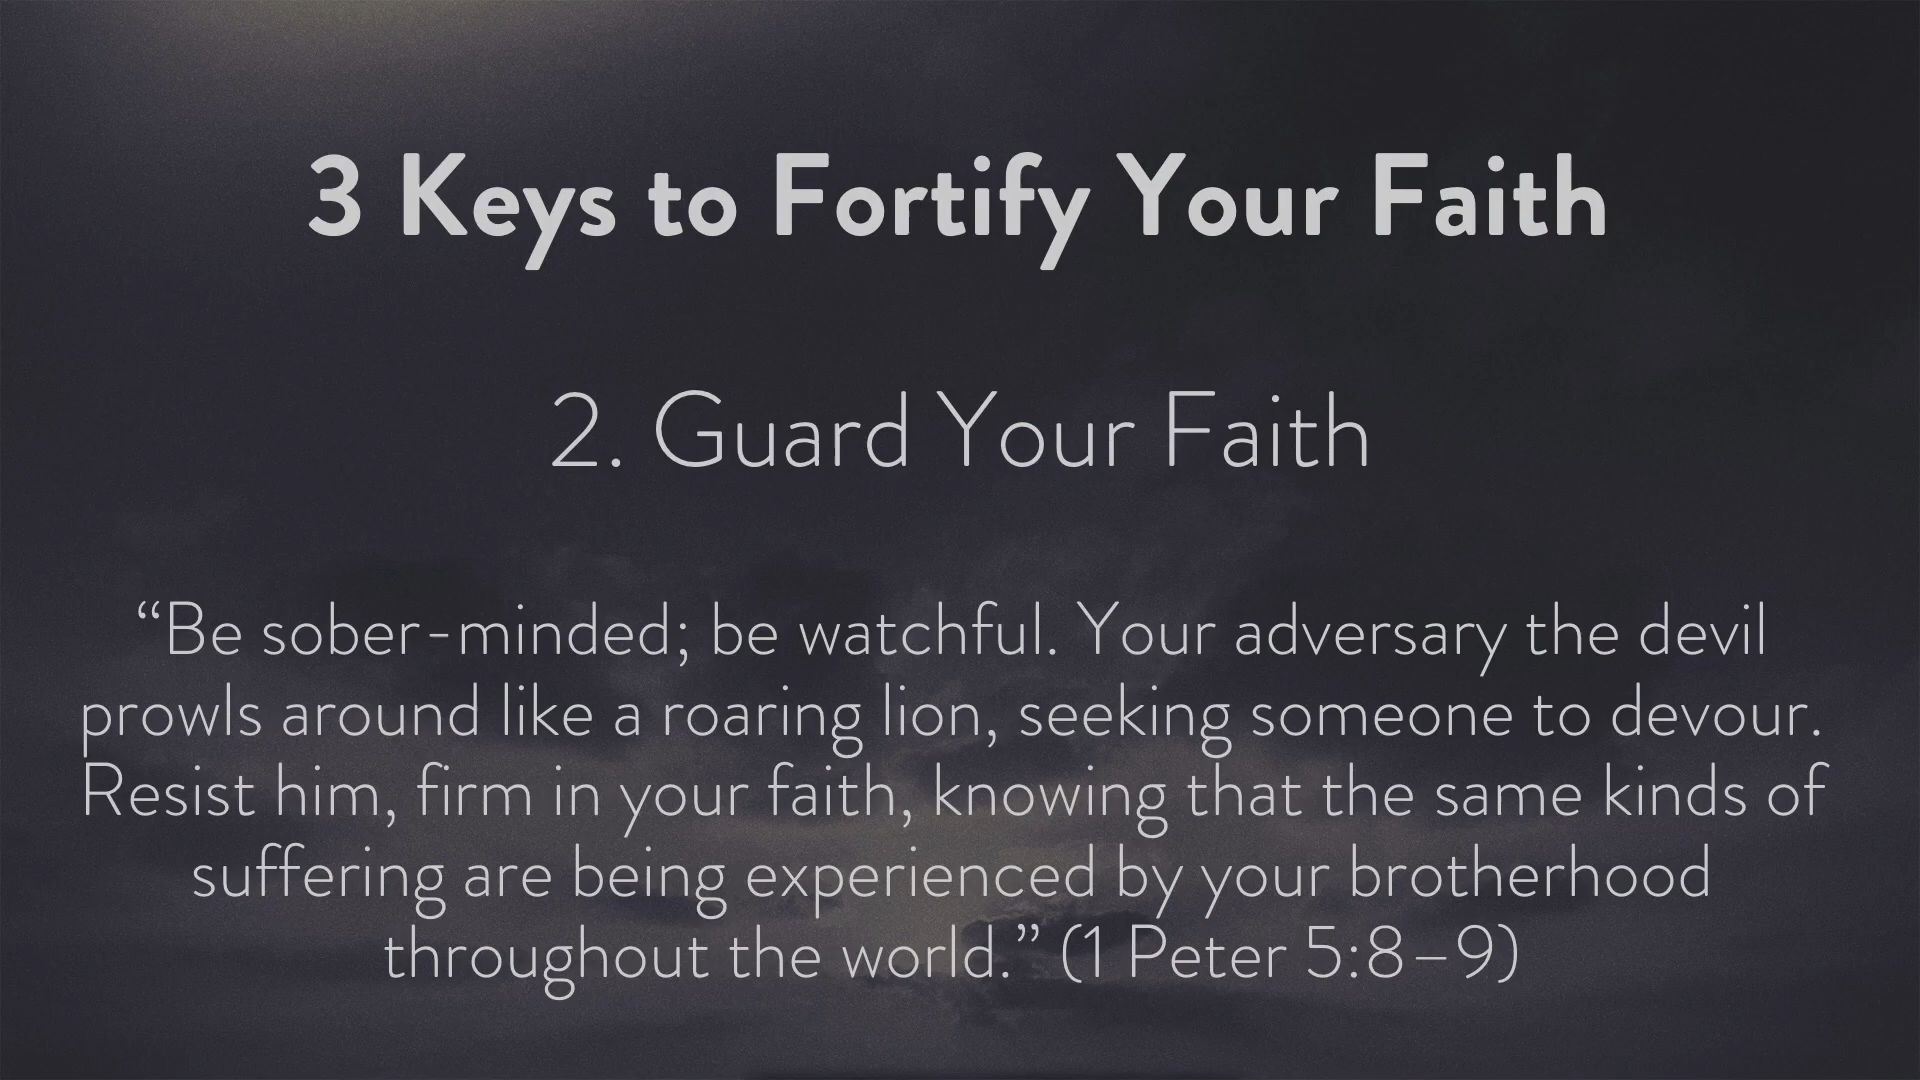 3 Keys to Fortify Your Faith
2. Guard Your Faith
“Be sober-minded; be watchful. Your adversary the devil
prowls around like a roaring lion, seeking someone to devour.
Resist him, firm in your faith, knowing that the same kinds of
suffering are being experienced by your brotherhood
throughout the world.” (1 Peter 5:8–9)